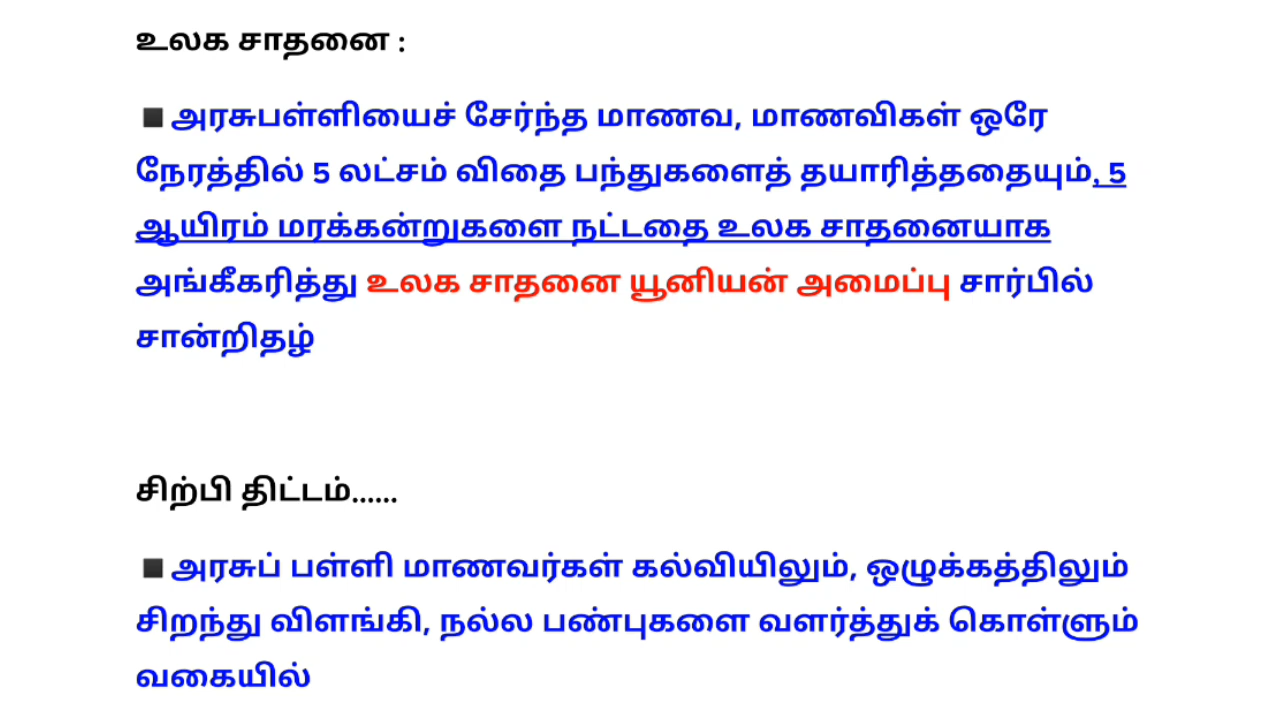 உலக சாதனை :
◾அரசுபள்ளியைச் சேர்ந்த மாணவ, மாணவிகள் ஒரே
நேரத்தில் 5 லட்சம் விதை பந்துகளைத் தயாரித்ததையும், 5
ஆயிரம் மரக்கன்றுகளை நட்டதை உலக சாதனையாக
அங்கீகரித்து உலக சாதனை யூனியன் அமைப்பு சார்பில்
சான்றிதழ்
சிற்பி திட்டம்......
◾அரசுப் பள்ளி மாணவர்கள் கல்வியிலும், ஒழுக்கத்திலும்
சிறந்து விளங்கி, நல்ல பண்புகளை வளர்த்துக் கொள்ளும்
வகையில்